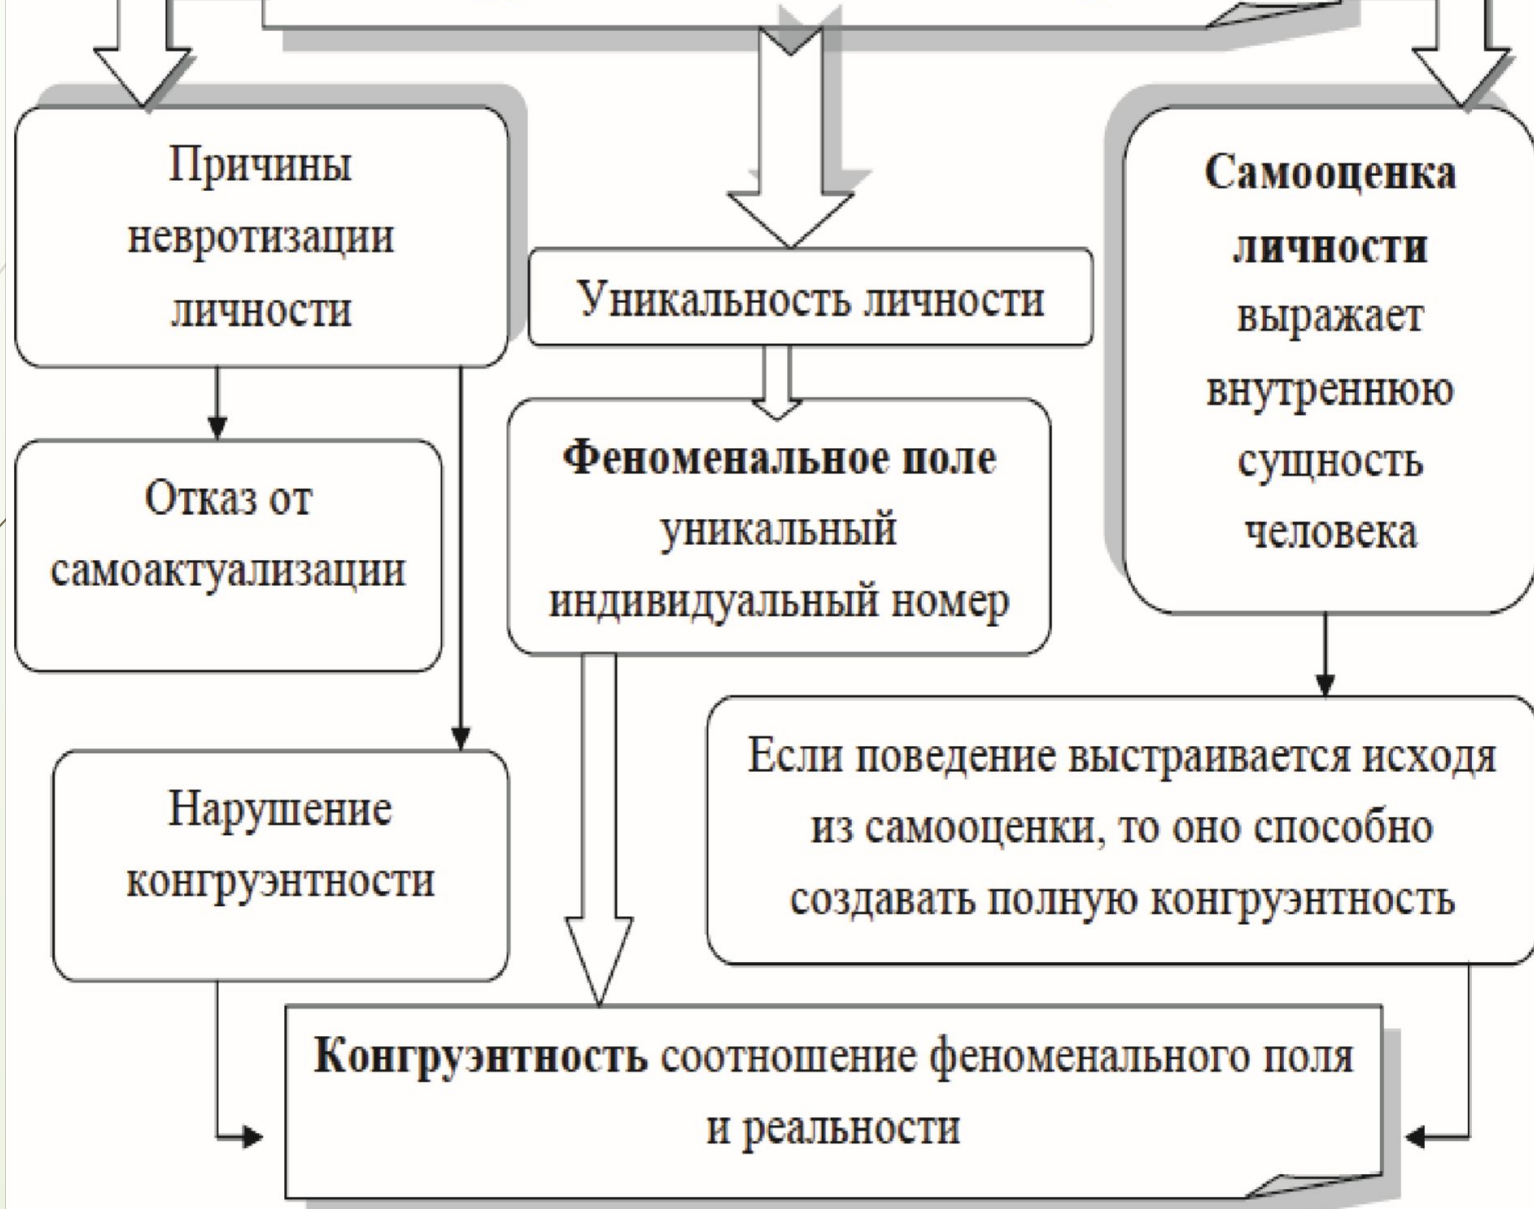 Причины
невротизации
личности
Уникальность личности
Самооценка
личности
выражает
внутреннюю
сущность
человека
Отказ от
самоактуализации
Феноменальное поле
уникальный
индивидуальный номер
Нарушение
конгруэнтности
Если поведение выстраивается исходя
из самооценки, то оно способно
создавать полную конгруэнтность
Конгруэнтность соотношение феноменального поля
и реальности